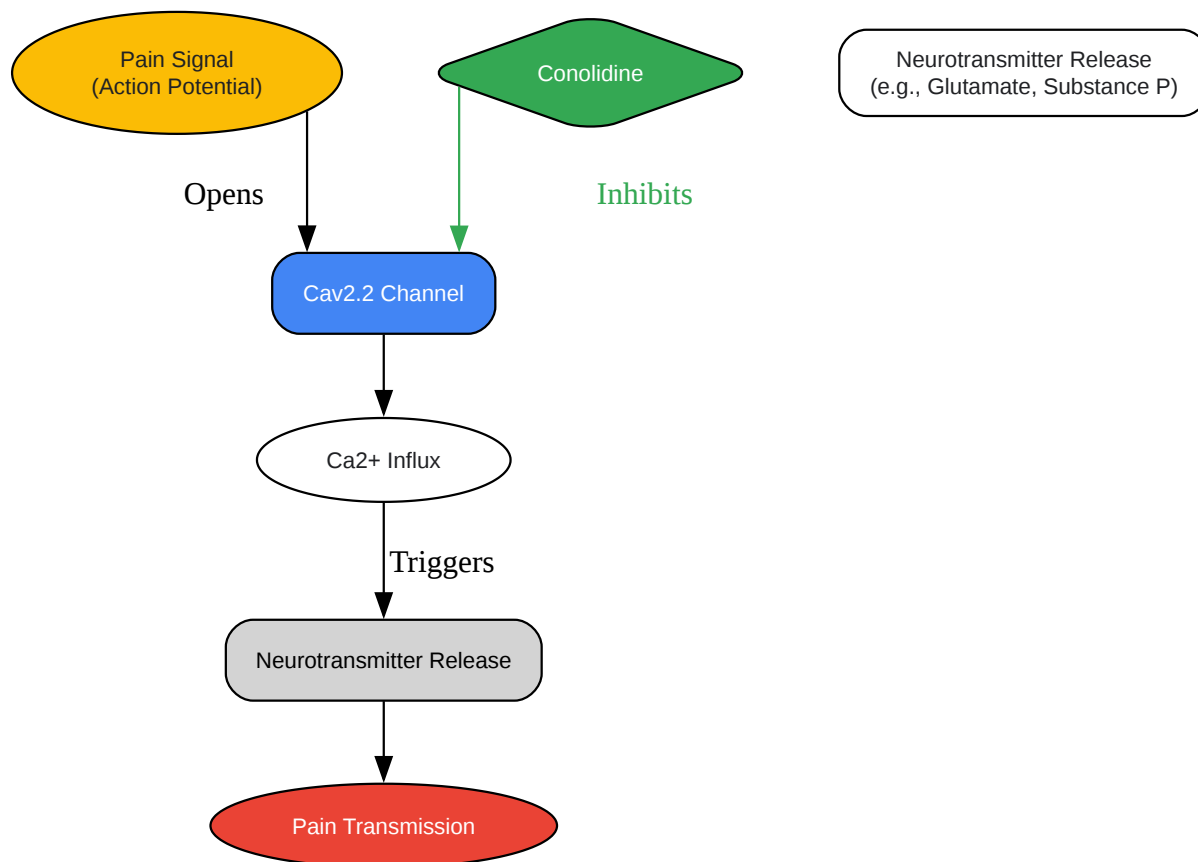 Pain Signal
(Action Potential)
Conolidine
Neurotransmitter Release
(e.g., Glutamate, Substance P)
Opens
Inhibits
Cav2.2 Channel
Ca2+ Influx
Triggers
Neurotransmitter Release
Pain Transmission